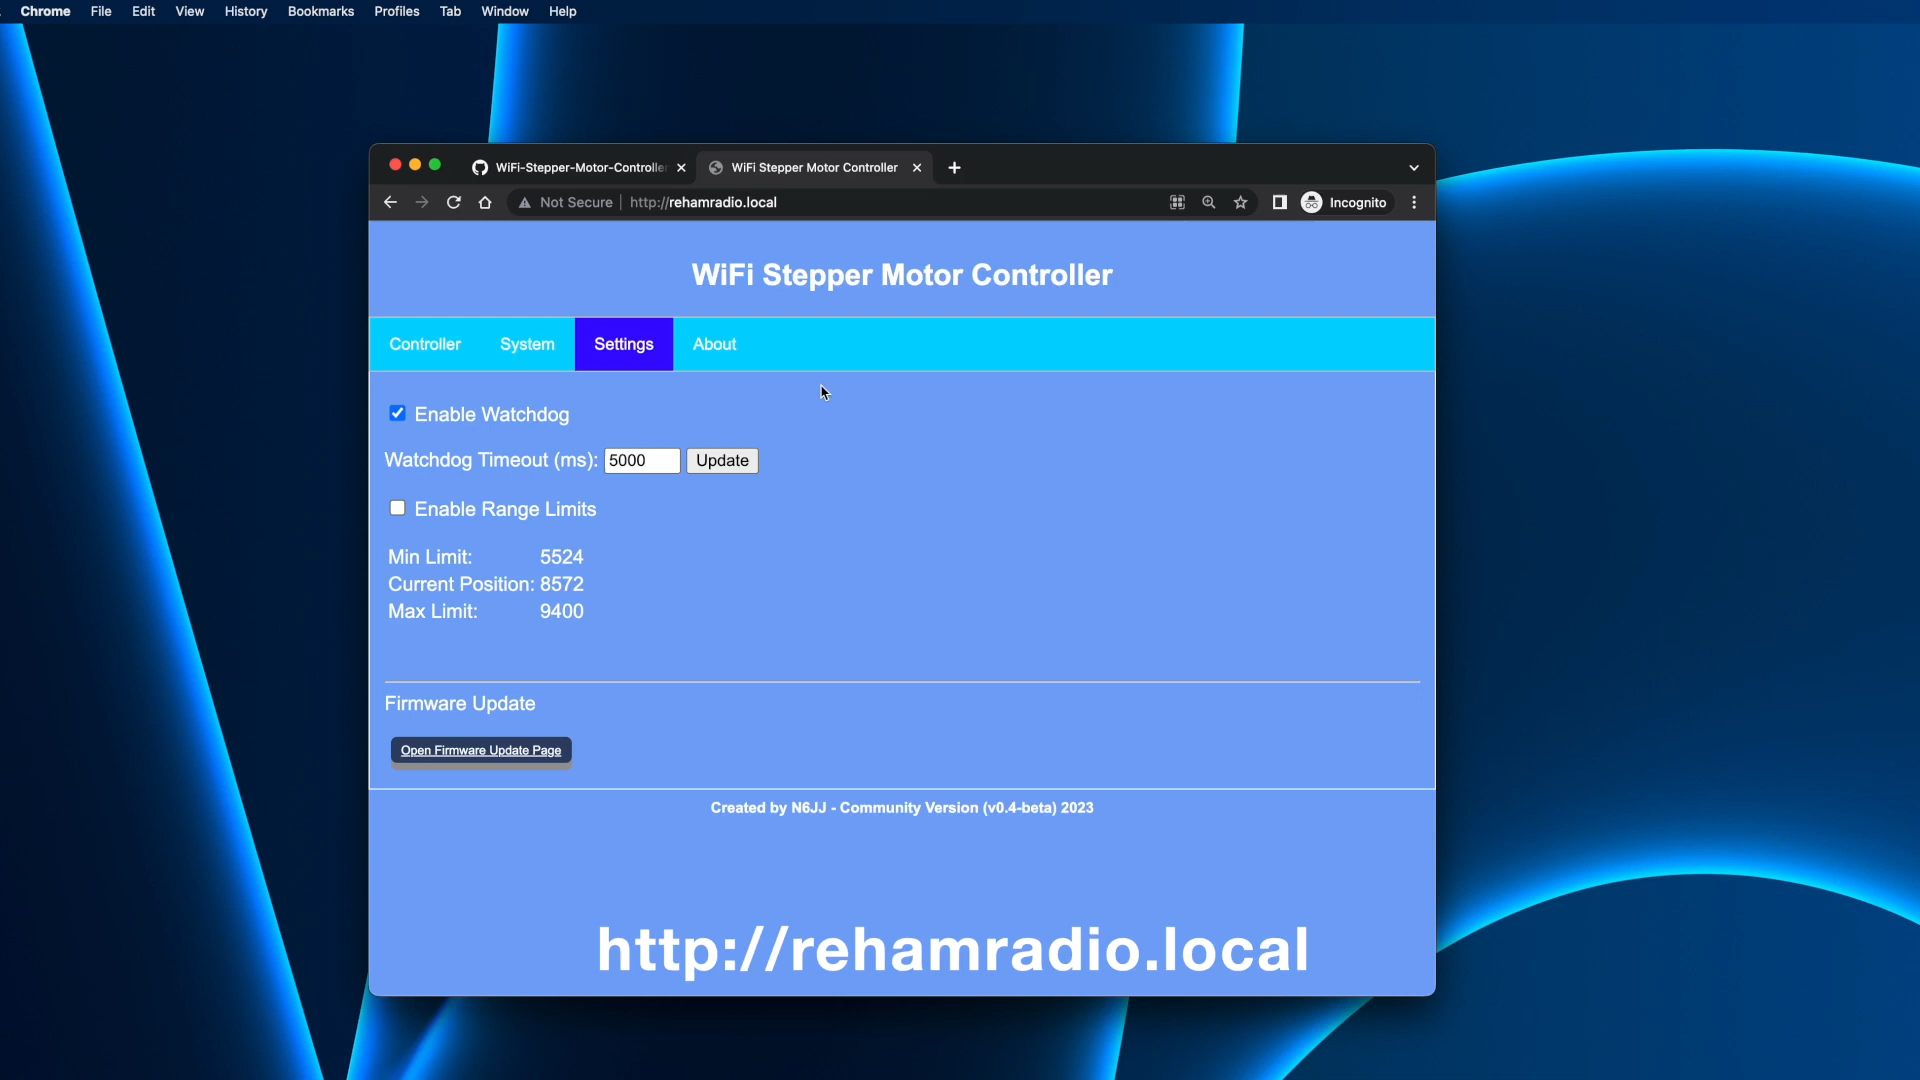 Chrome File Edit View History Bookmarks Profiles Tab Window Help
WiFi-Stepper-Motor-Controlle WiFi Stepper Motor Controller
Not Secure http://rehamradio.local Incognito
WiFi Stepper Motor Controller
Controller System Settings About
Enable Watchdog
Watchdog Timeout (ms): 5000 Update
Enable Range Limits
Min Limit: 5524
Current Position: 8572
Max Limit: 9400
Firmware Update
Open Firmware Update Page
Created by N6JJ - Community Version (v0.4-beta) 2023
http://rehamradio.local